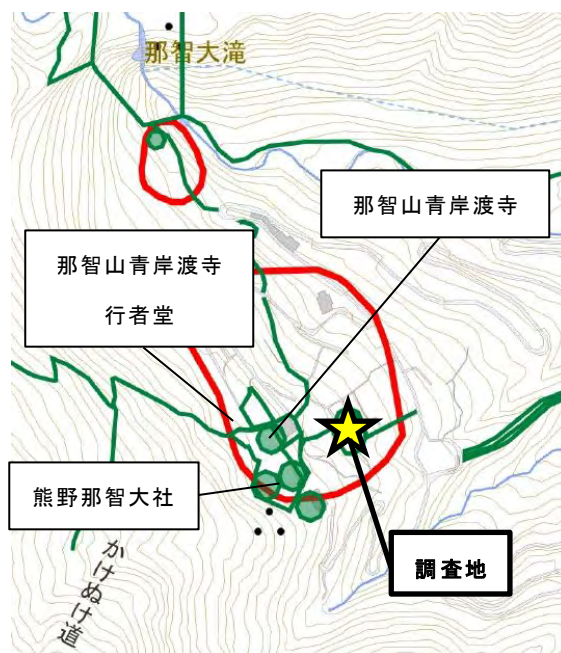 那智大滝
那智山青岸渡寺
那智山青岸渡寺
行者堂
熊野那智大社
調査地
かけぬけ道